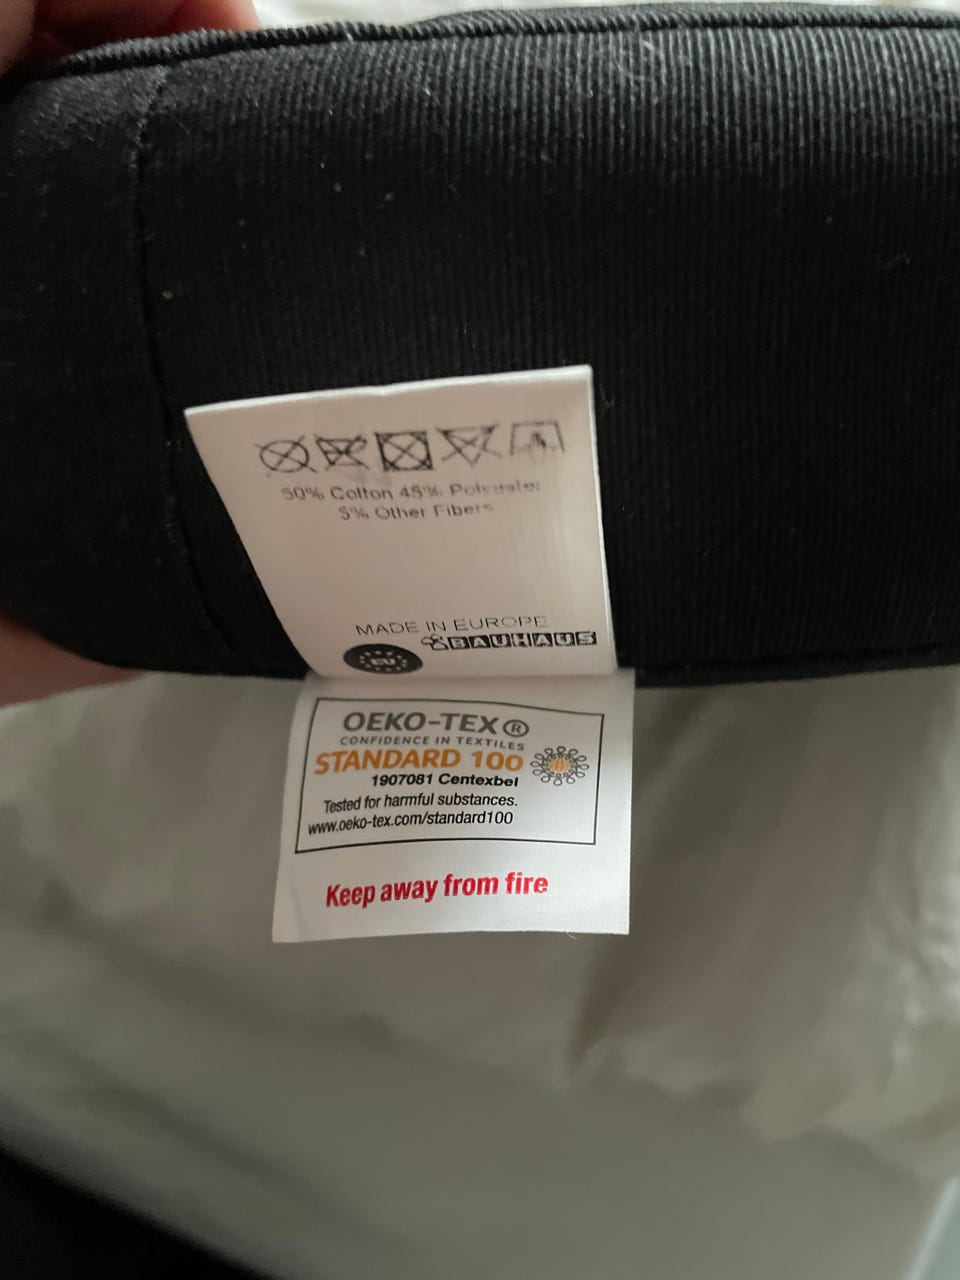 50% Cotton 45% Polyester
5% Other Fibers
MADE IN EUROPE
BAUHAUS
EU
OEKO-TEX®
CONFIDENCE IN TEXTILES
STANDARD 100
1907081 Centexbel
Tested for harmful substances.
www.oeko-tex.com/standard100
Keep away from fire